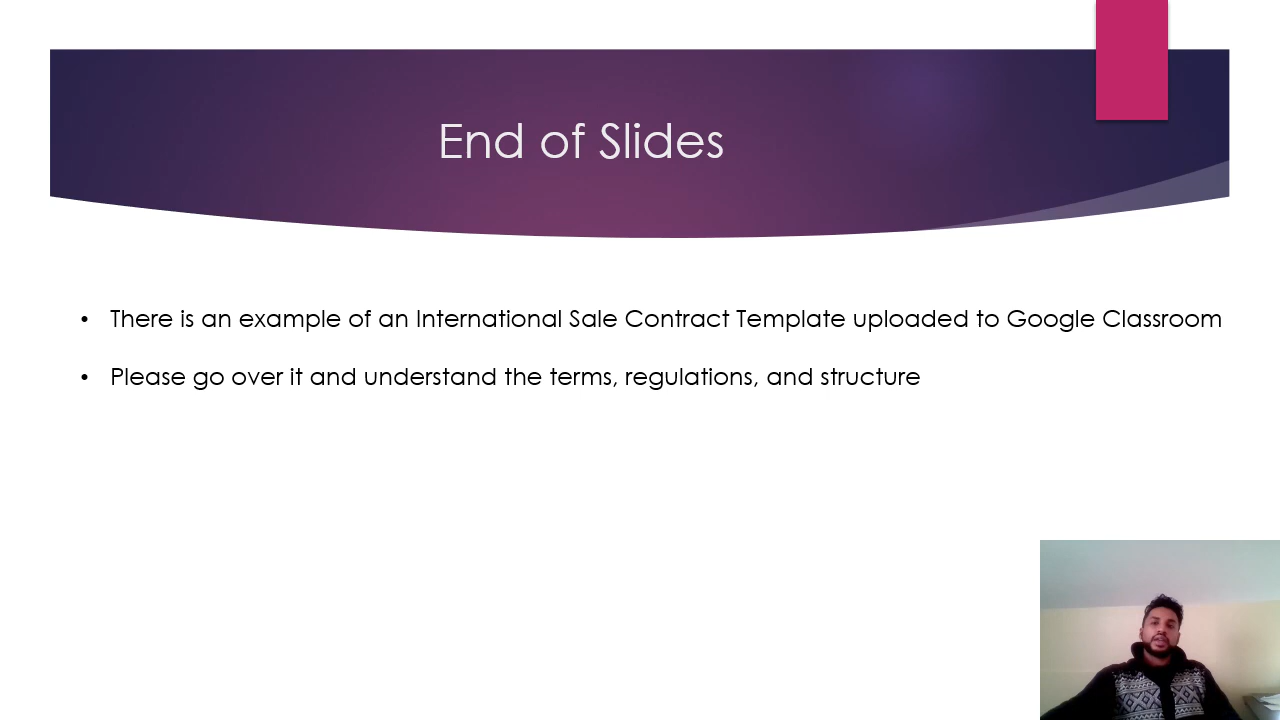 End of Slides
• There is an example of an International Sale Contract Template uploaded to Google Classroom
• Please go over it and understand the terms, regulations, and structure